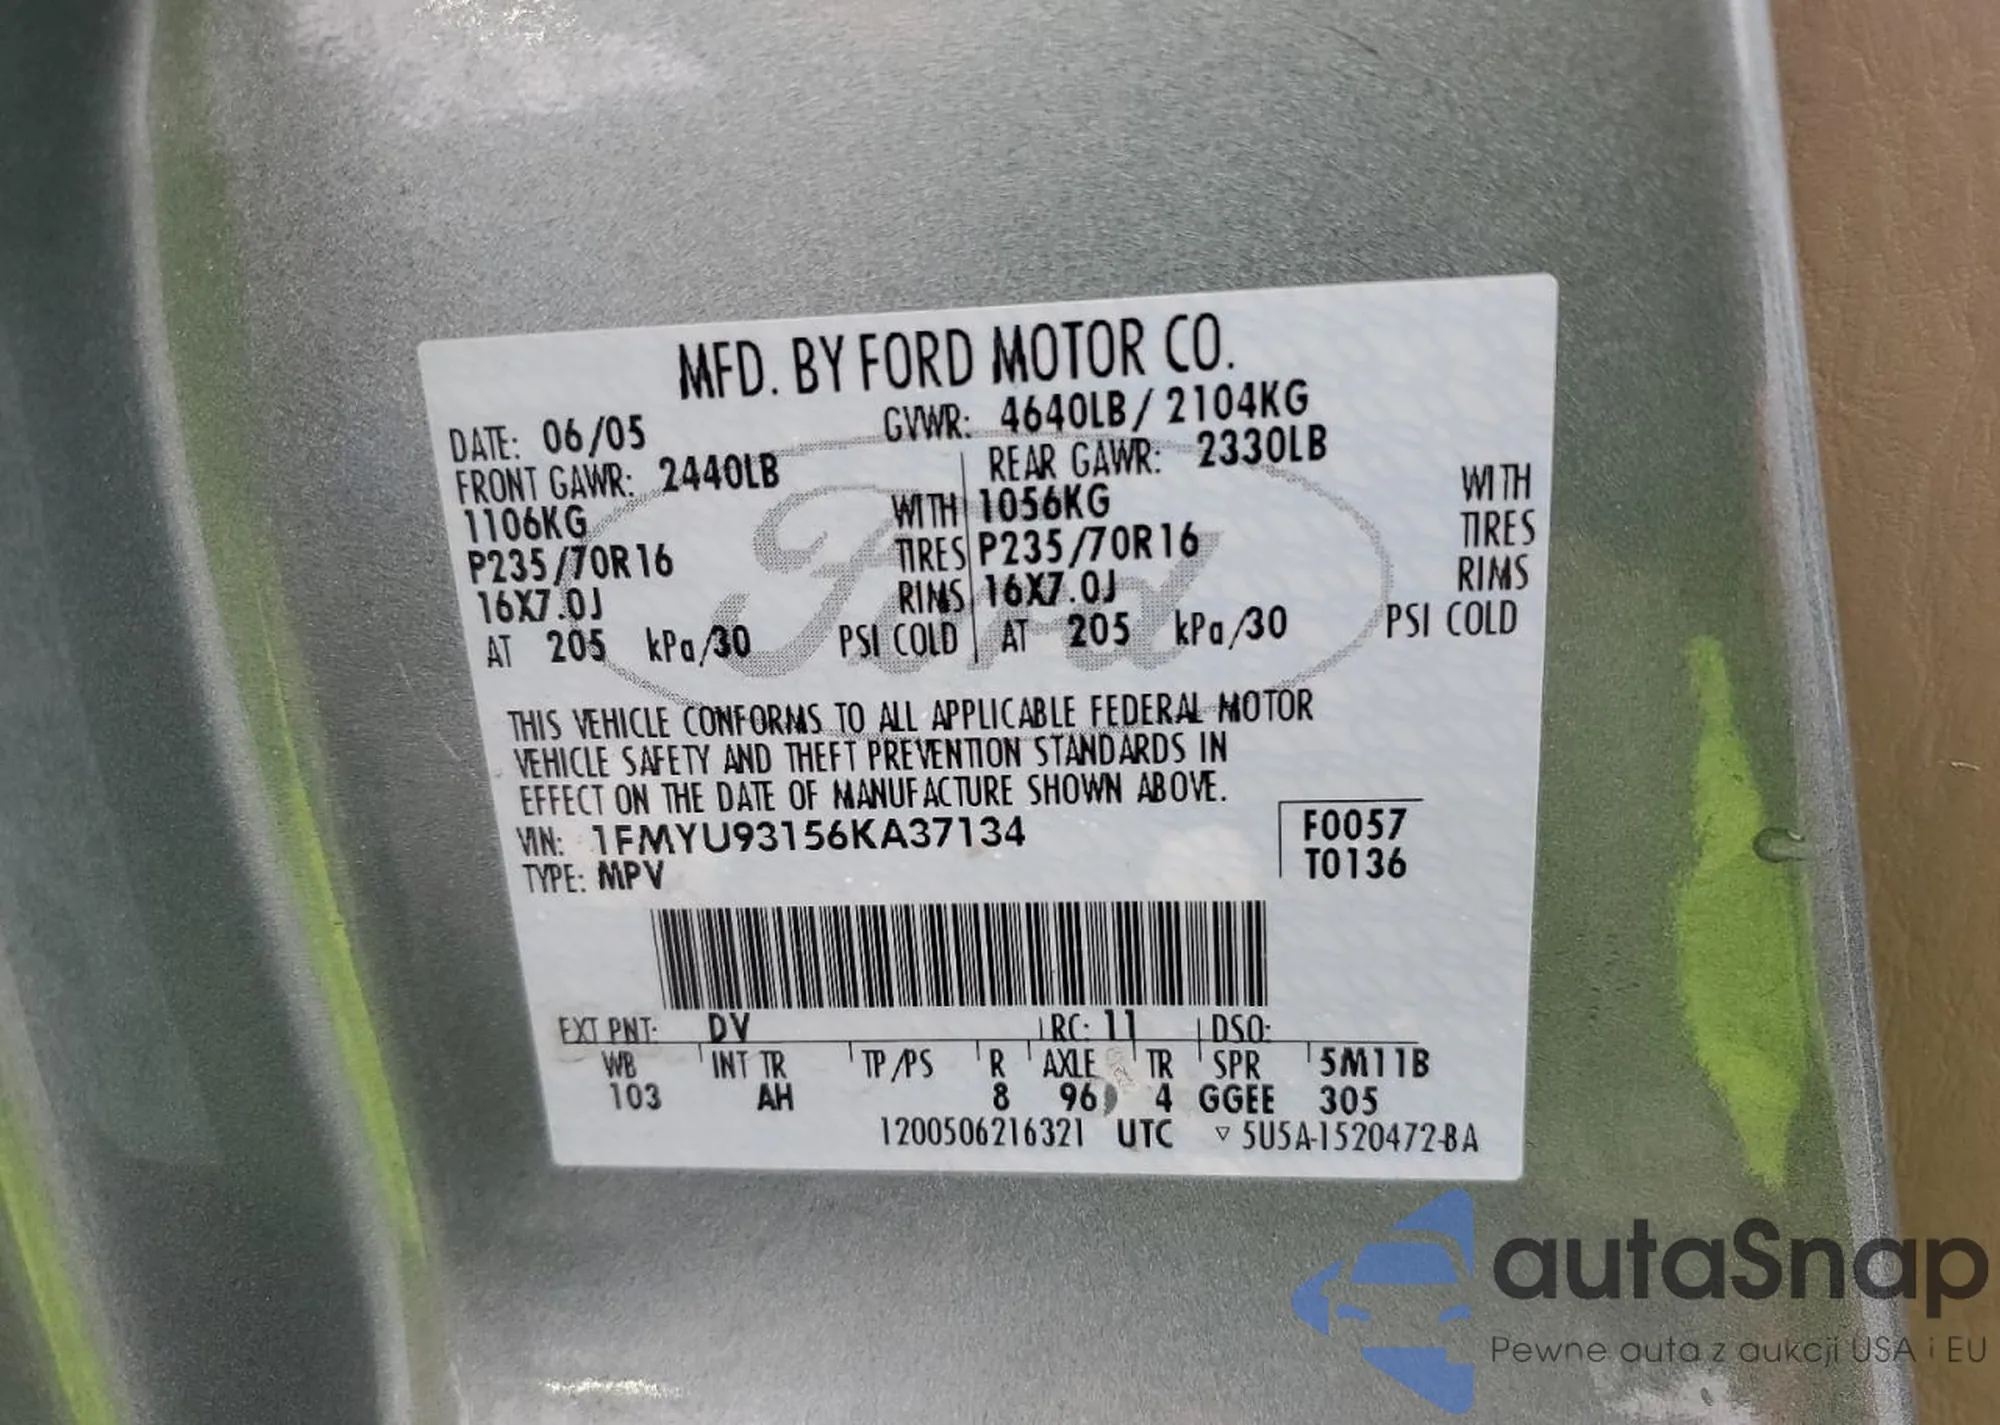 MFD. BY FORD MOTOR CO.
DATE: 06/05 GVWR: 4640LB / 2104KG
FRONT GAWR: 2440LB REAR GAWR: 2330LB WITH
1106KG WITH 1056KG TIRES
P235/70R16 TIRES P235/70R16 RIMS
16X7.0J RIMS 16X7.0J
AT 205 kPa/30 PSI COLD AT 205 kPa/30 PSI COLD
Ford
THIS VEHICLE CONFORMS TO ALL APPLICABLE FEDERAL MOTOR
VEHICLE SAFETY AND THEFT PREVENTION STANDARDS IN
EFFECT ON THE DATE OF MANUFACTURE SHOWN ABOVE.
VIN: 1FMYU93156KA37134 F0057
TYPE: MPV T0136
EXT PNT: DV RC: 11 DSO:
WB INT TR TP/PS R AXLE TR SPR 5M11B
103 AH 8 96 4 GGEE 305
1200506216321 UTC ▽ 5U5A-1520472-BA
autaSnap
Pewne auta z aukcji USA i EU